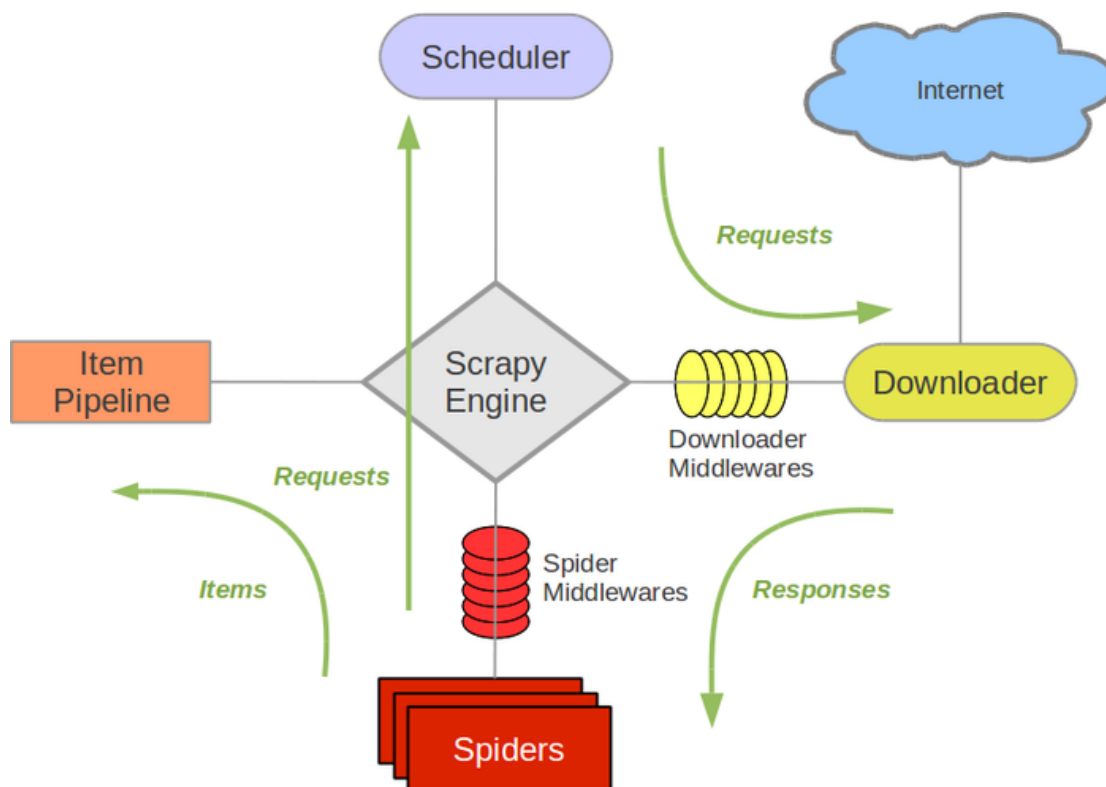 Scheduler
Internet
Requests
Item
Pipeline
Scrapy
Engine
Downloader
Downloader
Middlewares
Requests
Spider
Middlewares
Items
Responses
Spiders